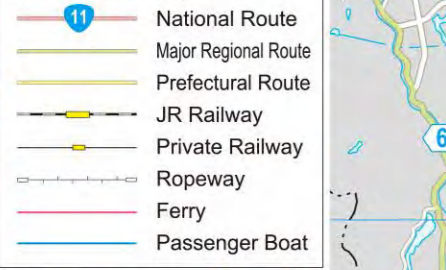 11 National Route
Major Regional Route
Prefectural Route
JR Railway
Private Railway
Ropeway
Ferry
Passenger Boat
6